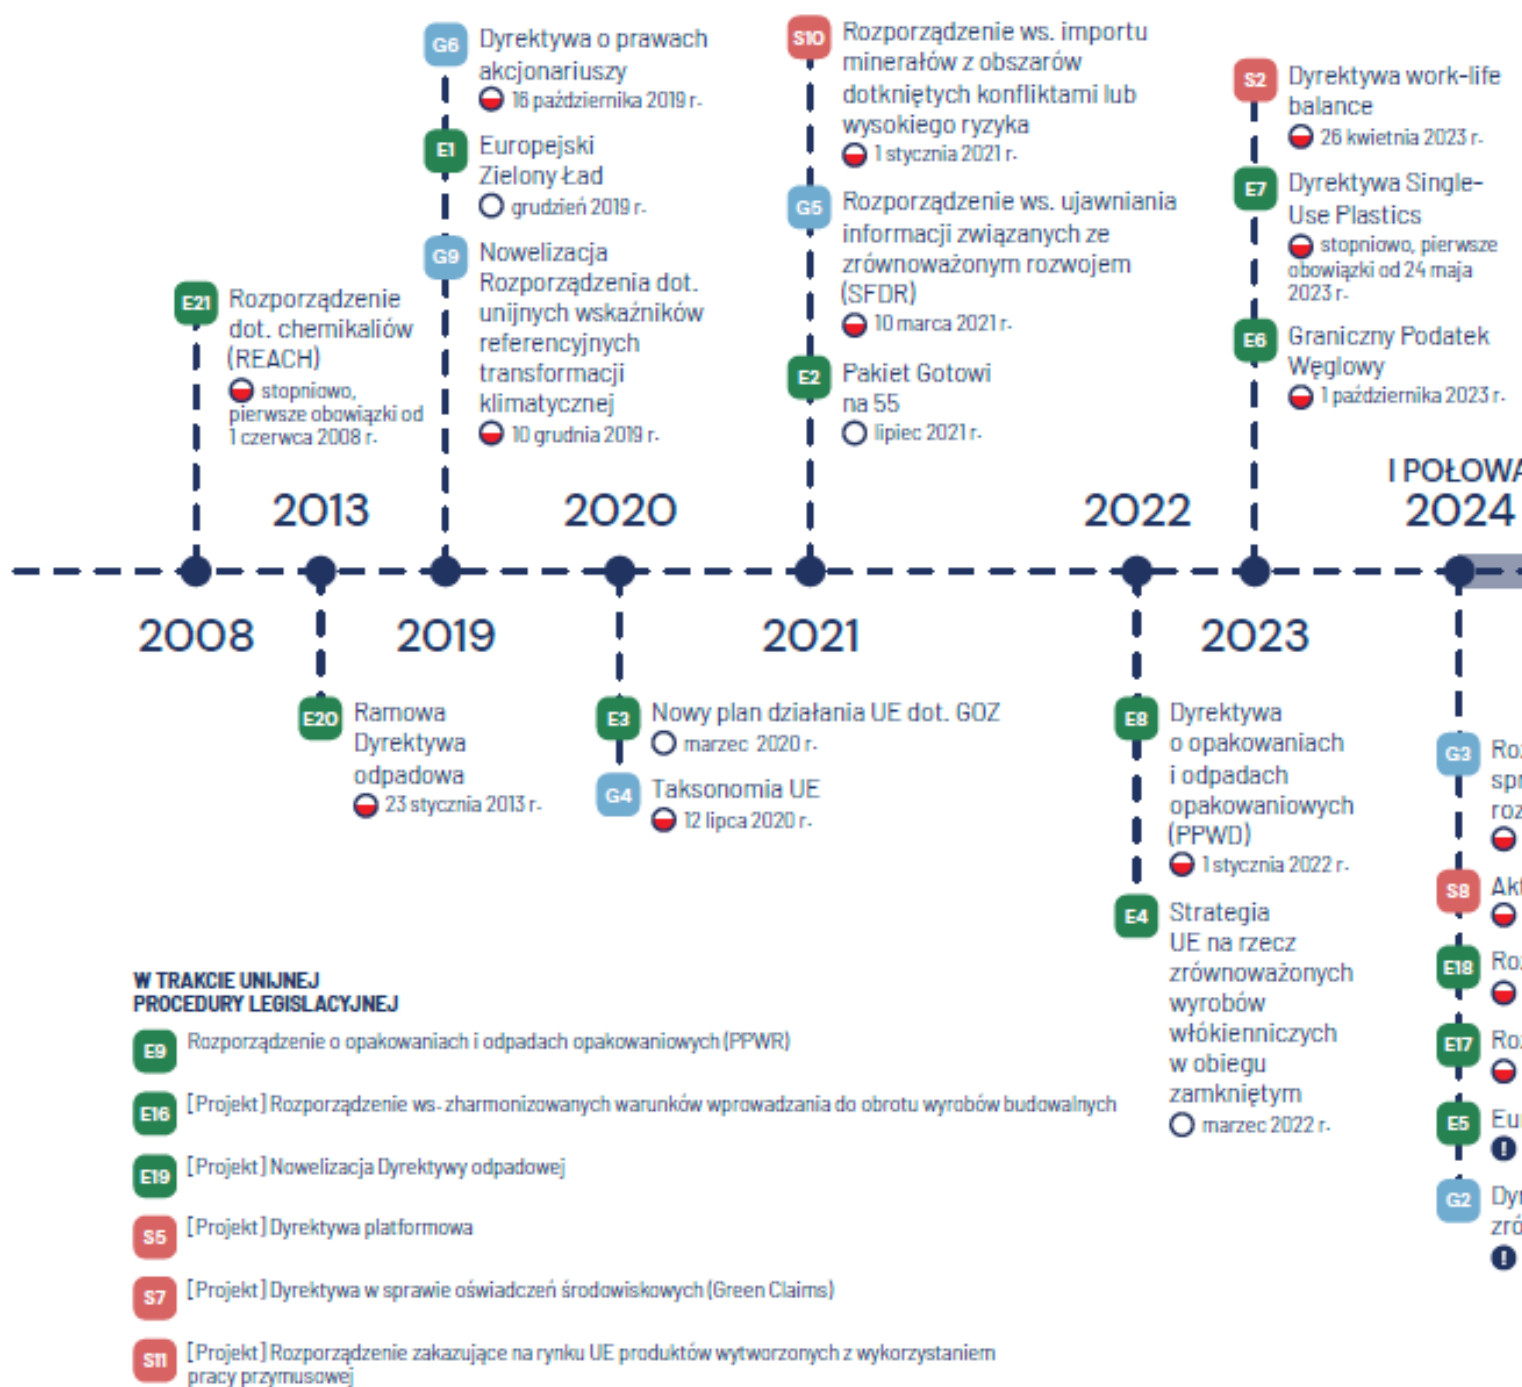 G6
Dyrektywa o prawach
akcjonariuszy
16 października 2019 r.
E1
Europejski
Zielony Ład
grudzień 2019 r.
G9
Nowelizacja
Rozporządzenia dot.
unijnych wskaźników
referencyjnych
transformacji
klimatycznej
10 grudnia 2019 r.
S10
Rozporządzenie ws. importu
minerałów z obszarów
dotkniętych konfliktami lub
wysokiego ryzyka
1 stycznia 2021 r.
G5
Rozporządzenie ws. ujawniania
informacji związanych ze
zrównoważonym rozwojem
(SFDR)
10 marca 2021 r.
E2
Pakiet Gotowi
na 55
lipiec 2021 r.
S2
Dyrektywa work-life
balance
26 kwietnia 2023 r.
E7
Dyrektywa Single-
Use Plastics
stopniowo, pierwsze
obowiązki od 24 maja
2023 r.
E6
Graniczny Podatek
Węglowy
1 października 2023 r.
E21
Rozporządzenie
dot. chemikaliów
(REACH)
stopniowo,
pierwsze obowiązki od
1 czerwca 2008 r.
I POŁOWA
2013
2020
2022
2024
2008
2019
2021
2023
E20
Ramowa
Dyrektywa
odpadowa
23 stycznia 2013 r.
E3
Nowy plan działania UE dot. GOZ
marzec 2020 r.
G4
Taksonomia UE
12 lipca 2020 r.
E8
Dyrektywa
o opakowaniach
i odpadach
opakowaniowych
(PPWD)
1 stycznia 2022 r.
E4
Strategia
UE na rzecz
zrównoważonych
wyrobów
włókienniczych
w obiegu
zamkniętym
marzec 2022 r.
G3
Roz
spr
roz
S8
Akt
E18
Roz
E17
Roz
E5
Eur
G2
Dyr
zró
W TRAKCIE UNIJNEJ
PROCEDURY LEGISLACYJNEJ
E9
Rozporządzenie o opakowaniach i odpadach opakowaniowych (PPWR)
E16
[Projekt] Rozporządzenie ws. zharmonizowanych warunków wprowadzania do obrotu wyrobów budowalnych
E19
[Projekt] Nowelizacja Dyrektywy odpadowej
S5
[Projekt] Dyrektywa platformowa
S7
[Projekt] Dyrektywa w sprawie oświadczeń środowiskowych (Green Claims)
S11
[Projekt] Rozporządzenie zakazujące na rynku UE produktów wytworzonych z wykorzystaniem
pracy przymusowej